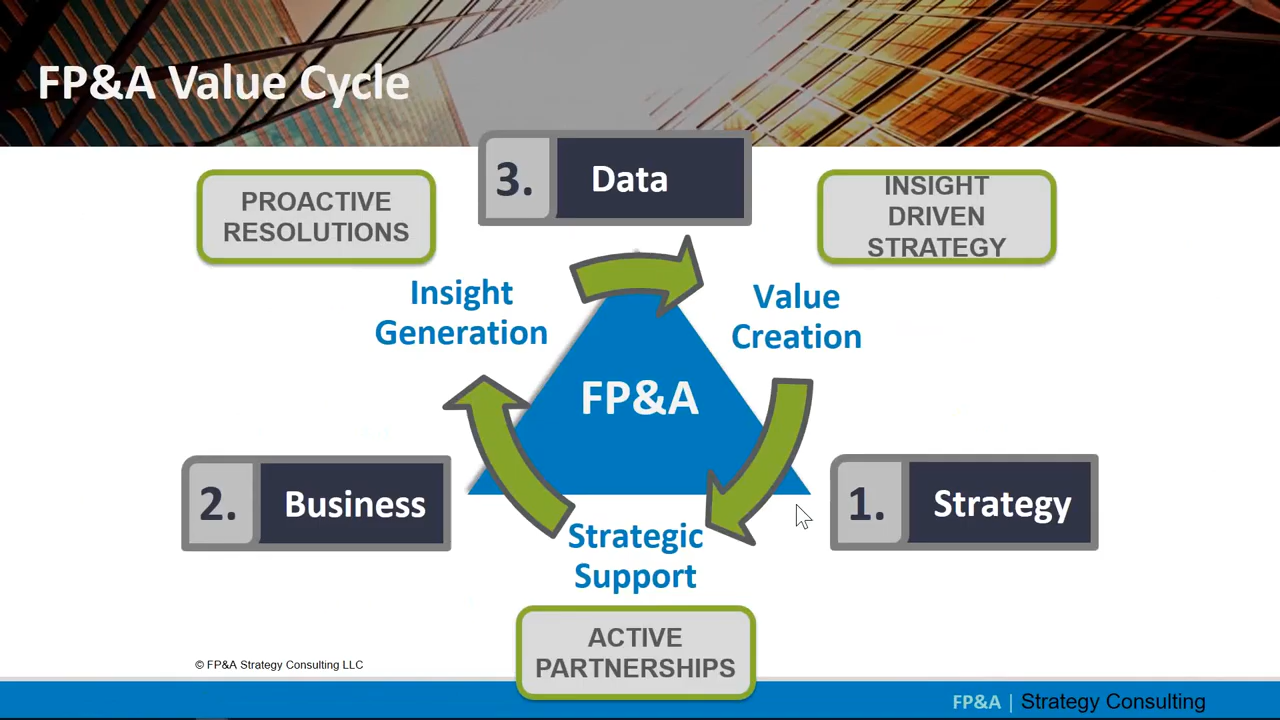 FP&A Value Cycle
3. Data
PROACTIVE
RESOLUTIONS
INSIGHT
DRIVEN
STRATEGY
Insight
Generation
Value
Creation
FP&A
2. Business
1. Strategy
Strategic
Support
ACTIVE
PARTNERSHIPS
© FP&A Strategy Consulting LLC
FP&A | Strategy Consulting